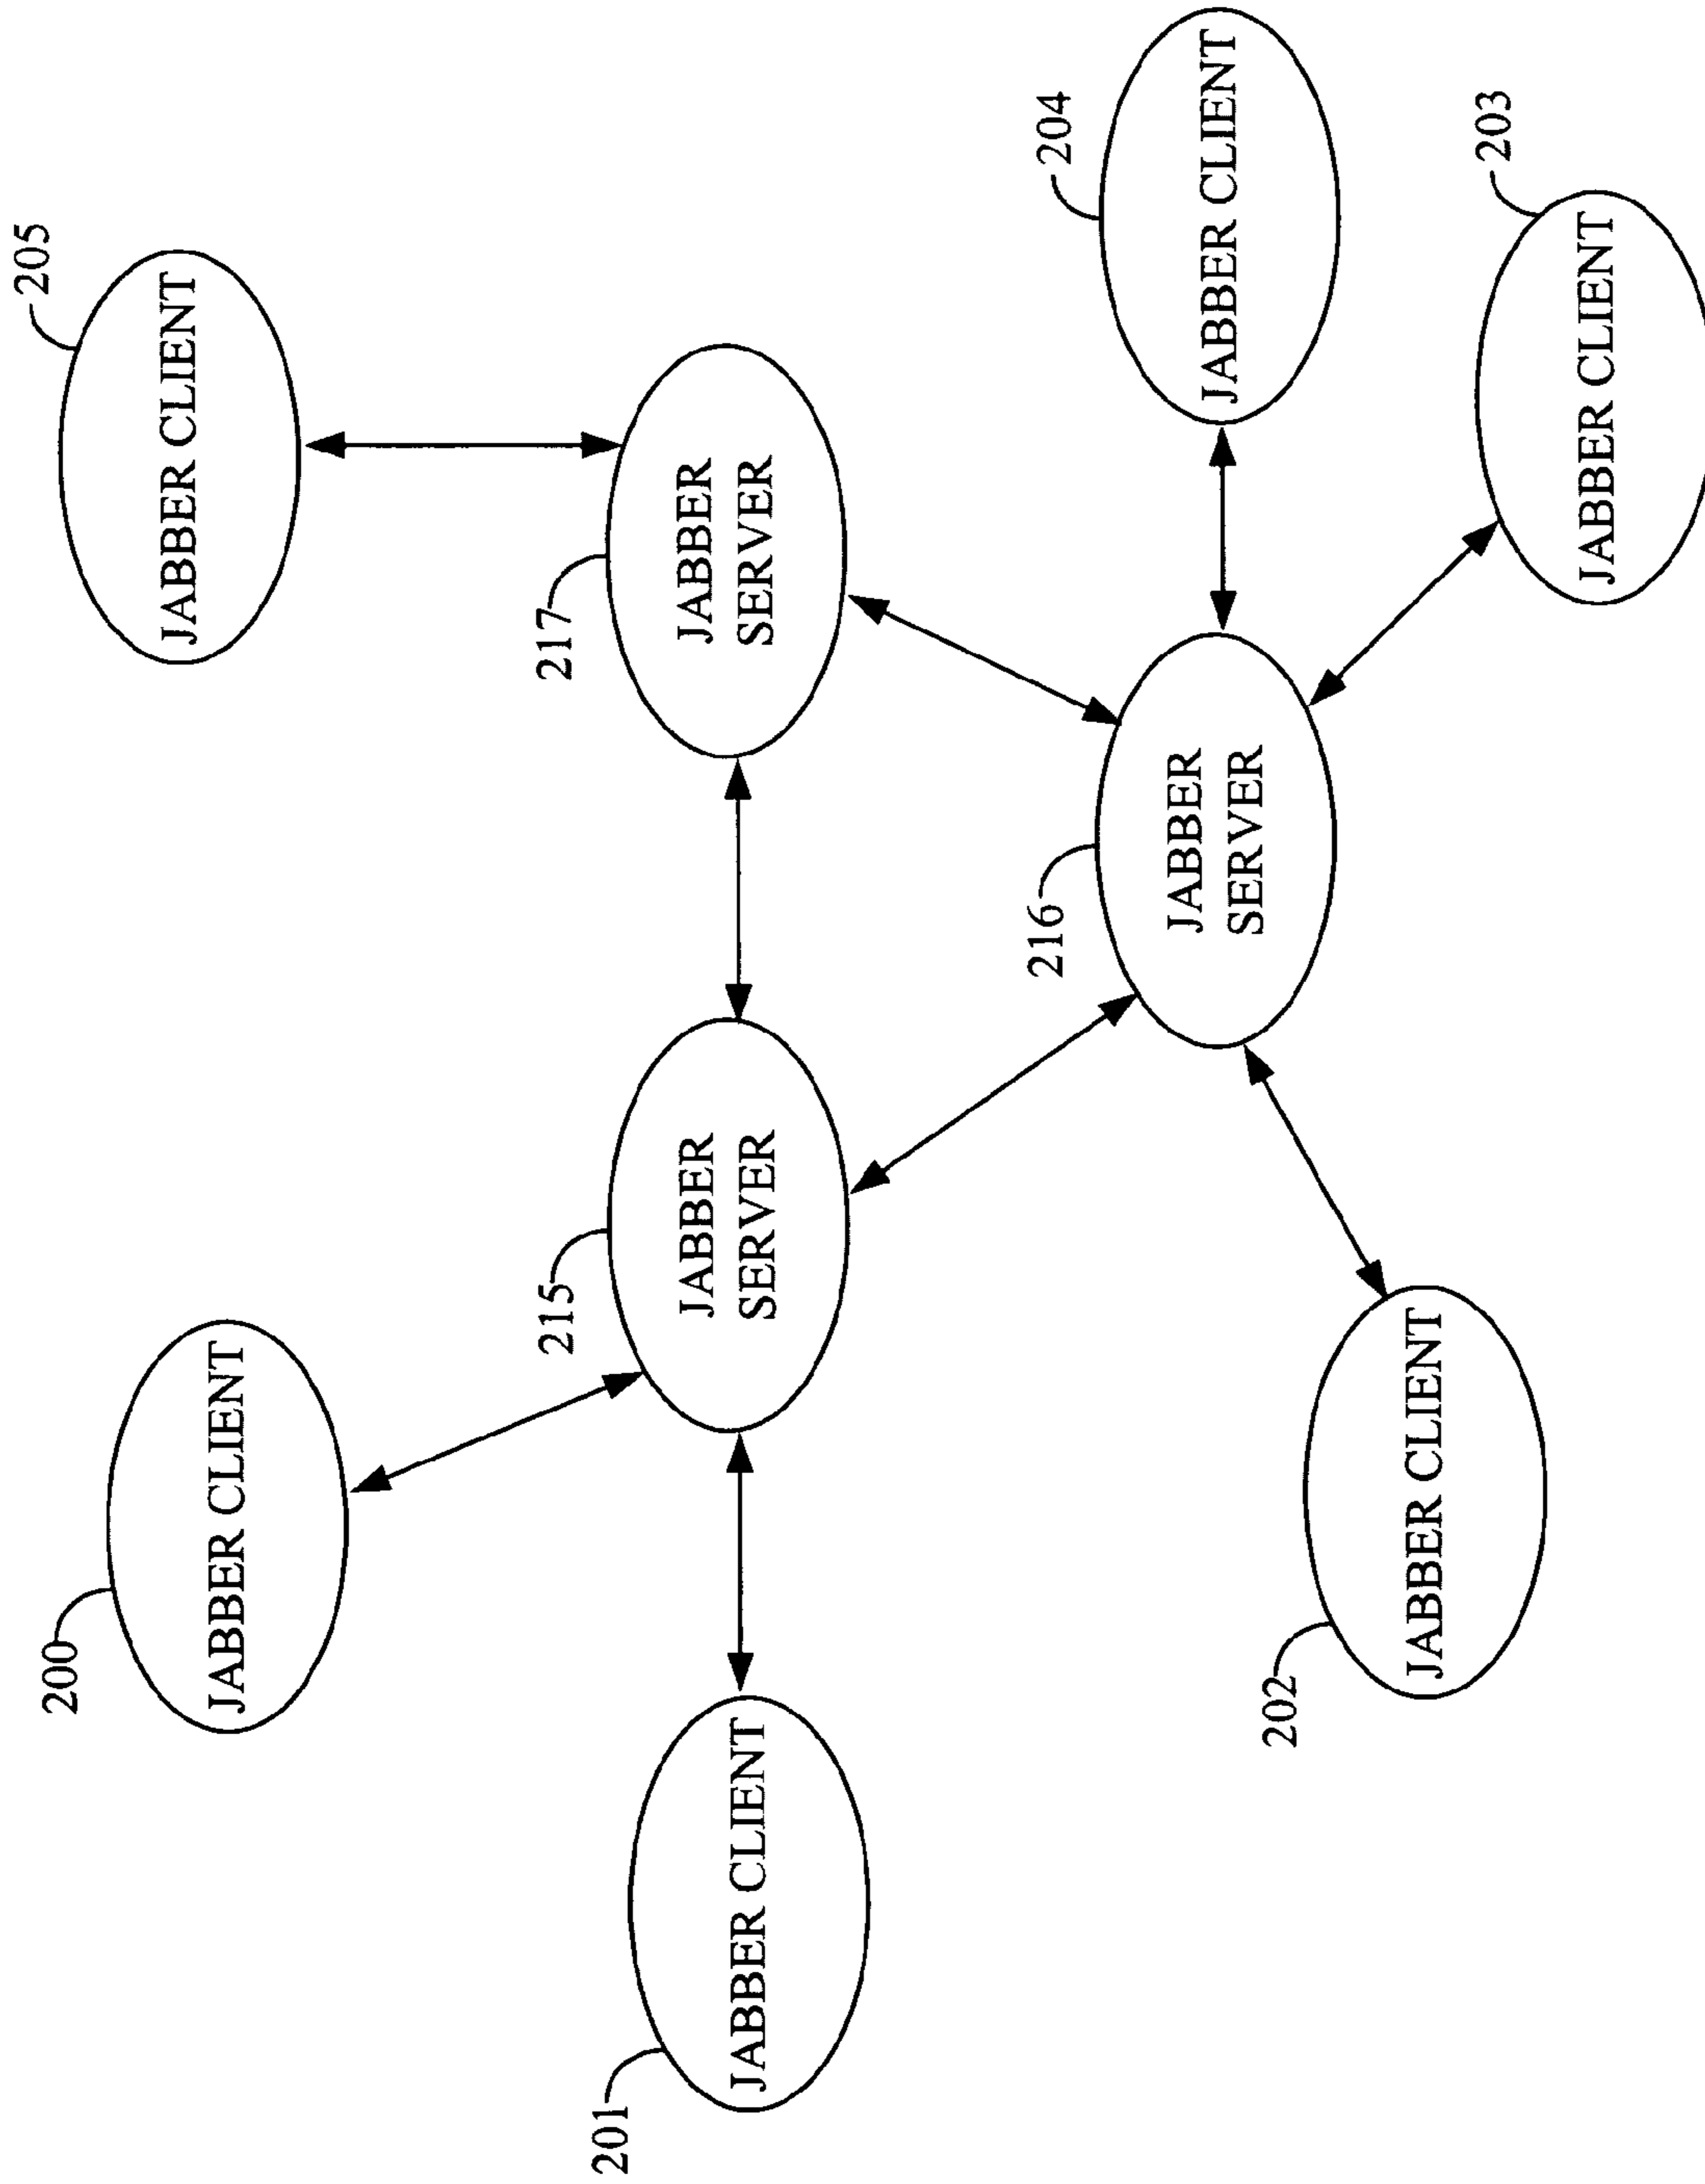 205
200
JABBER CLIENT
JABBER CLIENT
215
217
201
JABBER
SERVER
JABBER
SERVER
JABBER CLIENT
216
204
JABBER
SERVER
JABBER CLIENT
202
JABBER CLIENT
203
JABBER CLIENT